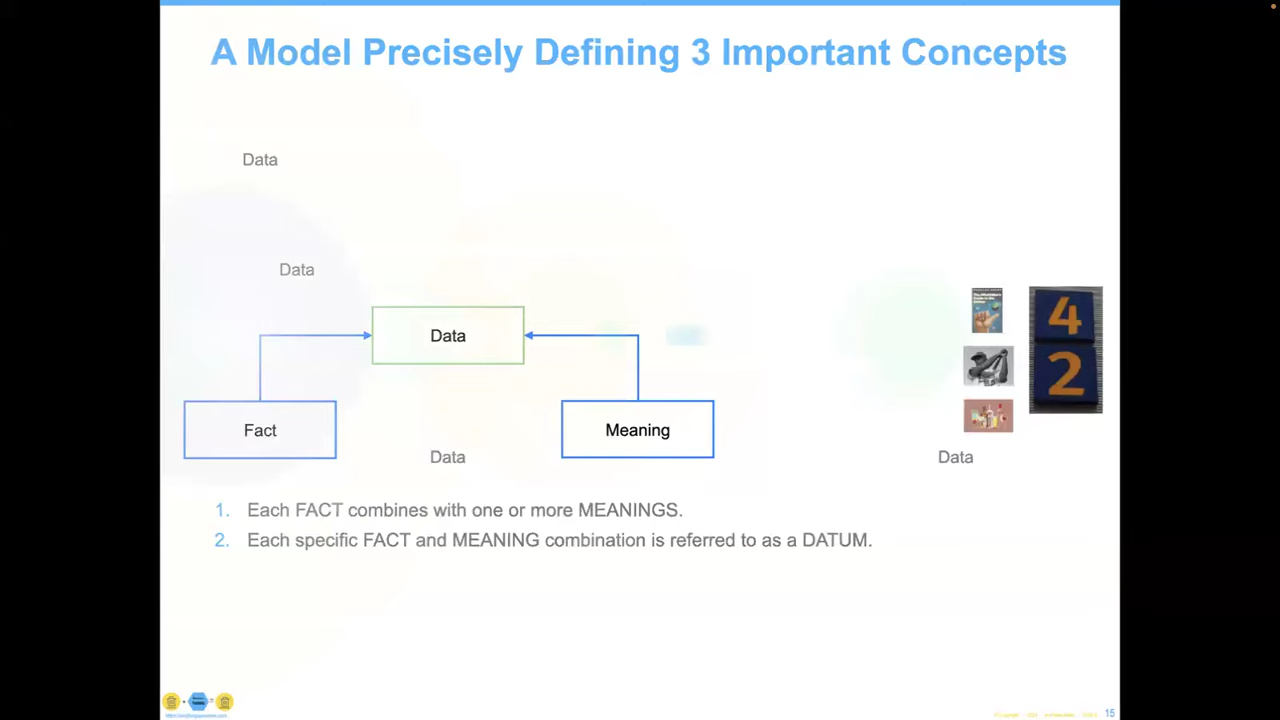 A Model Precisely Defining 3 Important Concepts
Data
Data
Data
Fact
Meaning
Data
4
2
Data
1. Each FACT combines with one or more MEANINGS.
2. Each specific FACT and MEANING combination is referred to as a DATUM.
15